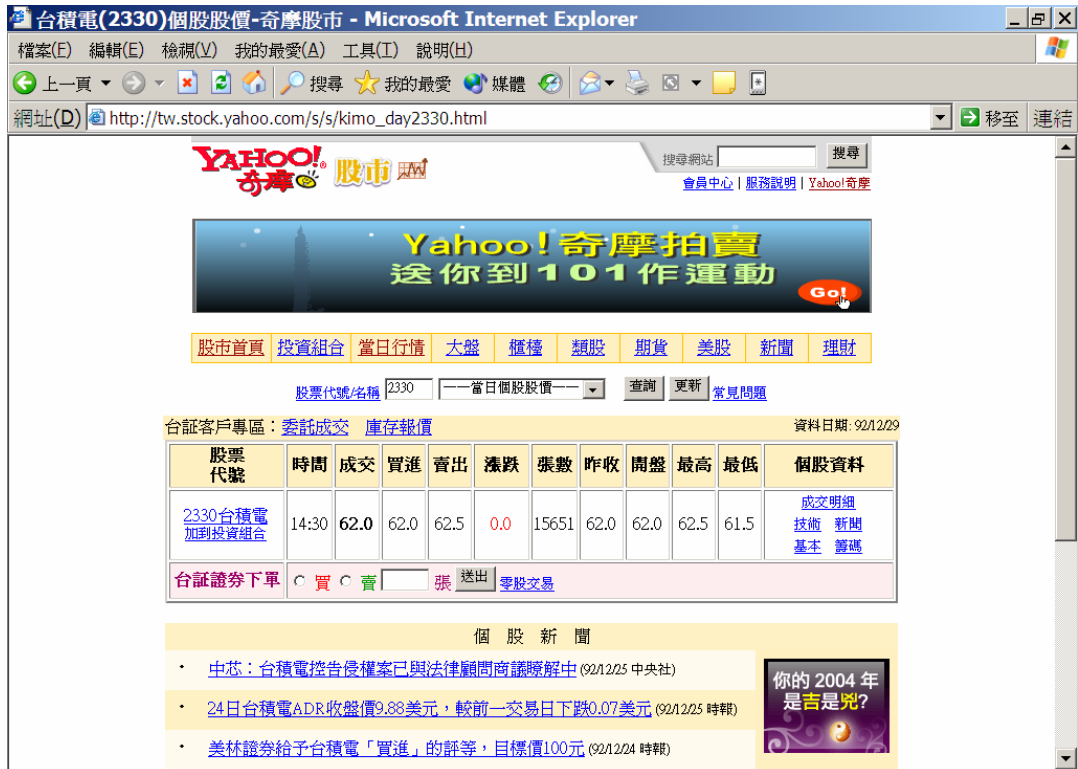 台積電(2330)個股股價-奇摩股市 - Microsoft Internet Explorer
檔案(F) 編輯(E) 檢視(V) 我的最愛(A) 工具(T) 說明(H)
上一頁 搜尋 我的最愛 媒體
網址(D) http://tw.stock.yahoo.com/s/s/kimo_day2330.html 移至 連結
YAHOO! 奇摩 股市
搜尋網站 搜尋
會員中心 | 服務說明 | Yahoo!奇摩
Yahoo!奇摩拍賣
送你到101作運動
Go!
股市首頁 投資組合 當日行情 大盤 櫃檯 類股 期貨 美股 新聞 理財
股票代號/名稱 2330 ——當日個股股價—— 查詢 更新 常見問題
台証客戶專區：委託成交 庫存報價 資料日期: 92/12/29
股票代號 時間 成交 買進 賣出 漲跌 張數 昨收 開盤 最高 最低 個股資料
2330台積電 14:30 62.0 62.0 62.5 0.0 15651 62.0 62.0 62.5 61.5 成交明細
加到投資組合 技術 新聞
基本 籌碼
台証證券下單 買 賣 張 送出 零股交易
個 股 新 聞
・ 中芯：台積電控告侵權案已與法律顧問商議瞭解中 (92/12/25 中央社)
・ 24日台積電ADR收盤價9.88美元，較前一交易日下跌0.07美元 (92/12/25 時報)
・ 美林證券給予台積電「買進」的評等，目標價100元 (92/12/24 時報)
你的 2004 年
是吉是兇?